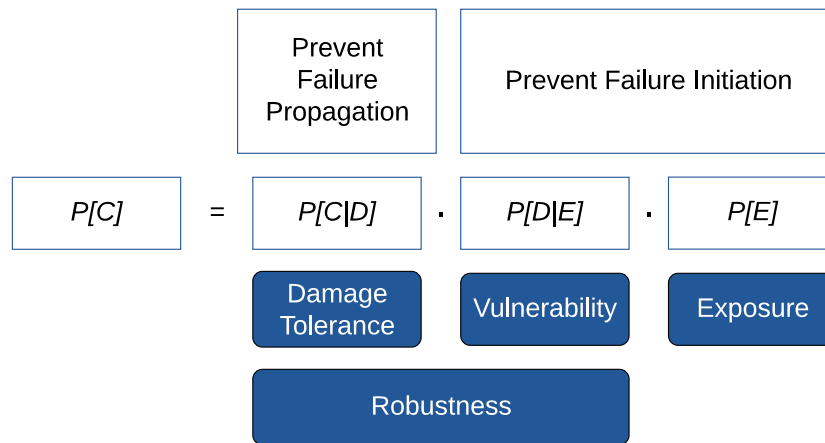 Prevent
Failure
Propagation
Prevent Failure Initiation
P[C] = P[C|D] · P[D|E] · P[E]
Damage
Tolerance
Vulnerability
Exposure
Robustness